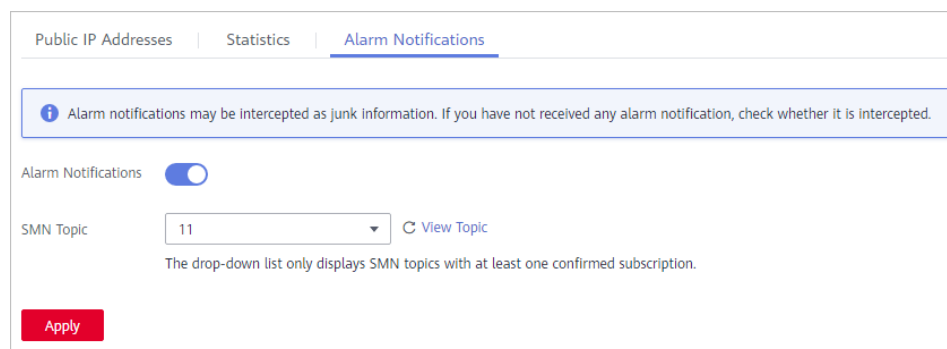 Public IP Addresses Statistics Alarm Notifications
Alarm notifications may be intercepted as junk information. If you have not received any alarm notification, check whether it is intercepted.
Alarm Notifications
SMN Topic 11 View Topic
The drop-down list only displays SMN topics with at least one confirmed subscription.
Apply